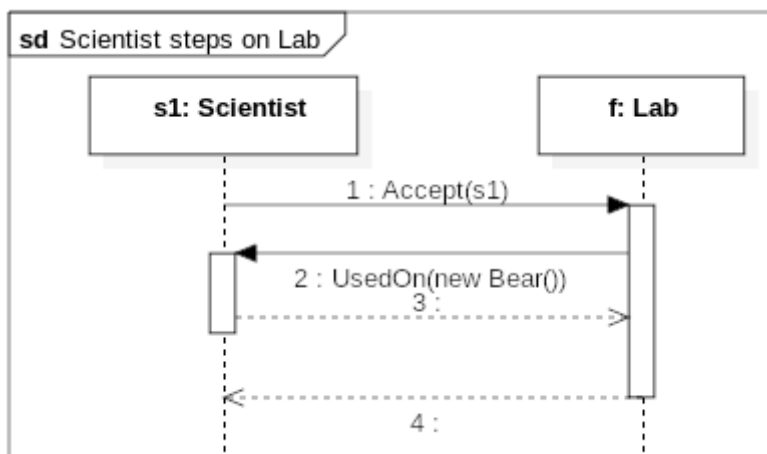 sd Scientist steps on Lab
s1: Scientist
f: Lab
1 : Accept(s1)
2 : UsedOn(new Bear())
3 :
4 :